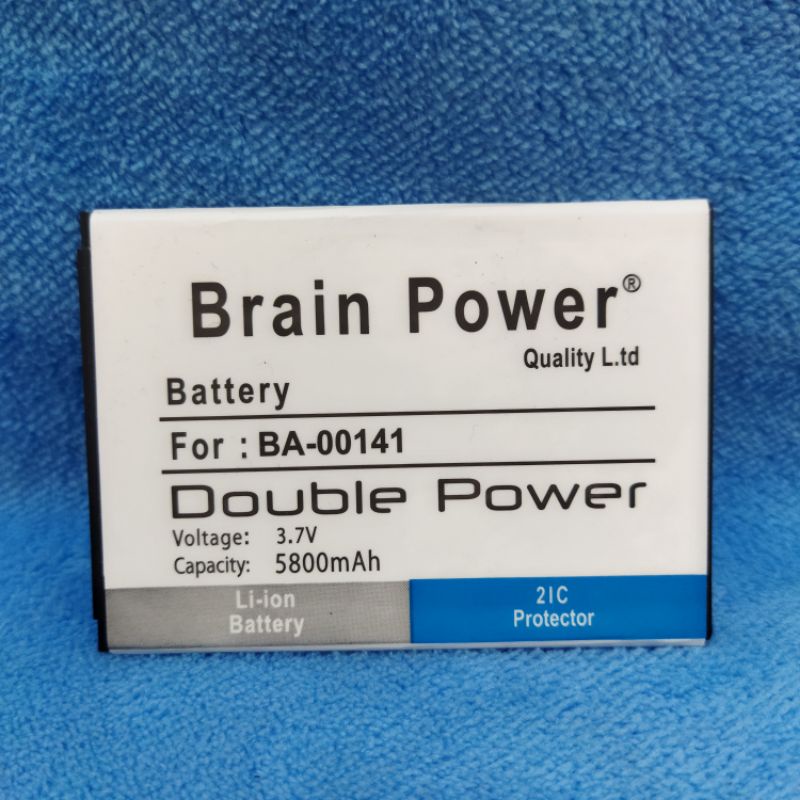 Brain Power®
Quality L.td
Battery
For : BA-00141
Double Power
Voltage: 3.7V
Capacity: 5800mAh
Li-ion
Battery
2IC
Protector